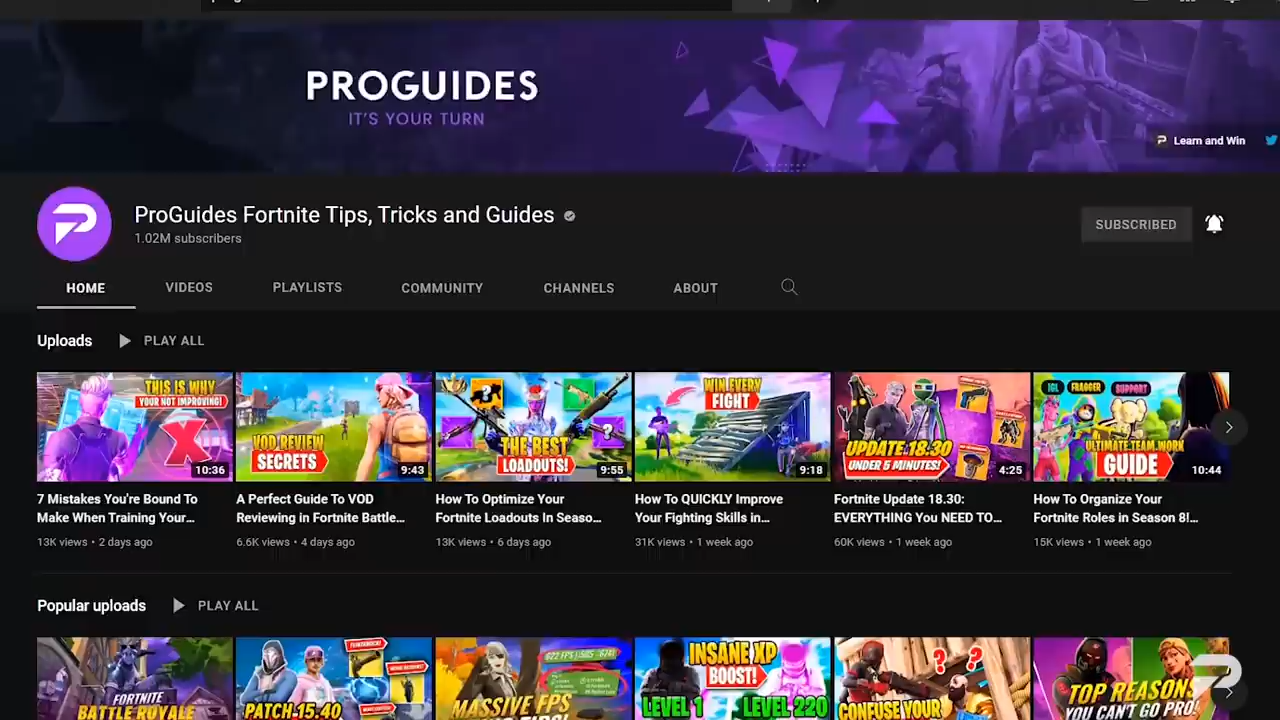 PROGUIDES
IT'S YOUR TURN
Learn and Win
ProGuides Fortnite Tips, Tricks and Guides
1.02M subscribers
SUBSCRIBED
HOME
VIDEOS
PLAYLISTS
COMMUNITY
CHANNELS
ABOUT
Uploads
PLAY ALL
THIS IS WHY
YOUR NOT IMPROVING!
10:36
VOD REVIEW
SECRETS
9:43
THE BEST
LOADOUTS!
9:55
WIN EVERY
FIGHT
9:18
UPDATE 18.30
UNDER 5 MINUTES!
4:25
IGL FRAGGER SUPPORT
ULTIMATE TEAM WORK
GUIDE
10:44
7 Mistakes You're Bound To
Make When Training Your...
13K views • 2 days ago
A Perfect Guide To VOD
Reviewing in Fortnite Battle...
6.6K views • 4 days ago
How To Optimize Your
Fortnite Loadouts In Seaso...
13K views • 6 days ago
How To QUICKLY Improve
Your Fighting Skills in...
31K views • 1 week ago
Fortnite Update 18.30:
EVERYTHING You NEED TO...
60K views • 1 week ago
How To Organize Your
Fortnite Roles in Season 8!...
15K views • 1 week ago
Popular uploads
PLAY ALL
FORTNITE
BATTLE ROYALE
PATCH 15.40
MASSIVE FPS
INSANE XP
BOOST!
LEVEL 1
LEVEL 220
? ?
CONFUSE YOUR
TOP REASONS
YOU CAN'T GO PRO!